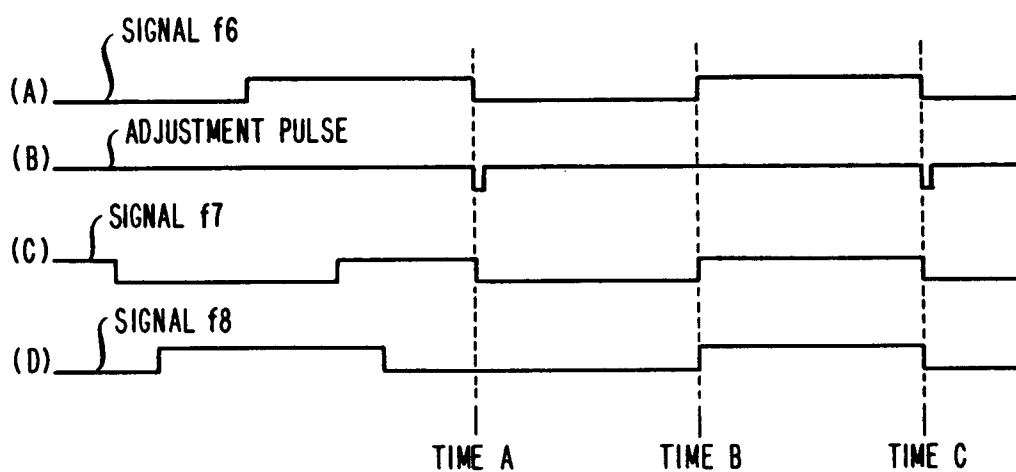 SIGNAL f6
(A)
ADJUSTMENT PULSE
(B)
SIGNAL f7
(C)
SIGNAL f8
(D)
TIME A TIME B TIME C